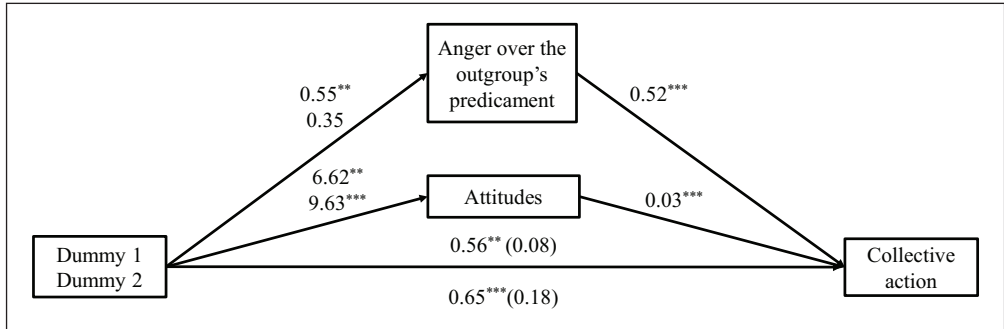 Anger over the
outgroup's
predicament
0.55**
0.35
0.52***
6.62**
9.63***
Attitudes
0.03***
0.56** (0.08)
Dummy 1
Dummy 2
Collective
action
0.65***(0.18)